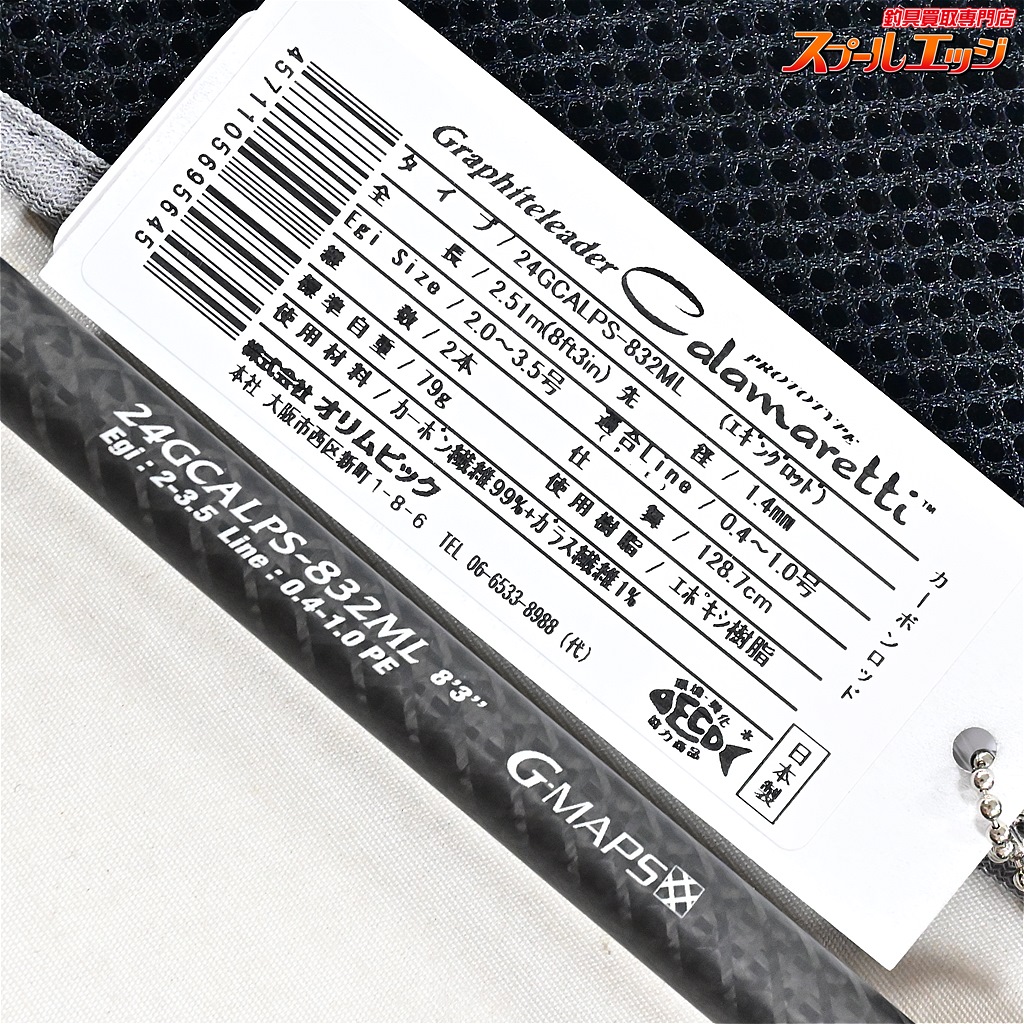 釣具買取専門店
スプールエッジ
4571105695645
Graphiteleader Calamaretti™
PROTOTYPE
タイプ / 24GCALPS-832ML (エギングロッド)
全長 / 2.51m(8ft3in) 先径 / 1.4mm
Egi Size / 2.0～3.5号 適合Line / 0.4～1.0号
継数 / 2本 仕舞 / 128.7cm
標準自重 / 79g 使用樹脂 / エポキシ樹脂
使用材料 / カーボン繊維99%+ガラス繊維1%
株式会社 オリムピック
本社 大阪市西区新町1-8-6 TEL 06-6533-8988 (代)
カーボンロッド
ECO
協力商品
日本製
24GCALPS-832ML 8'3"
Egi : 2-3.5 Line : 0.4-1.0 PE
G-MAPS